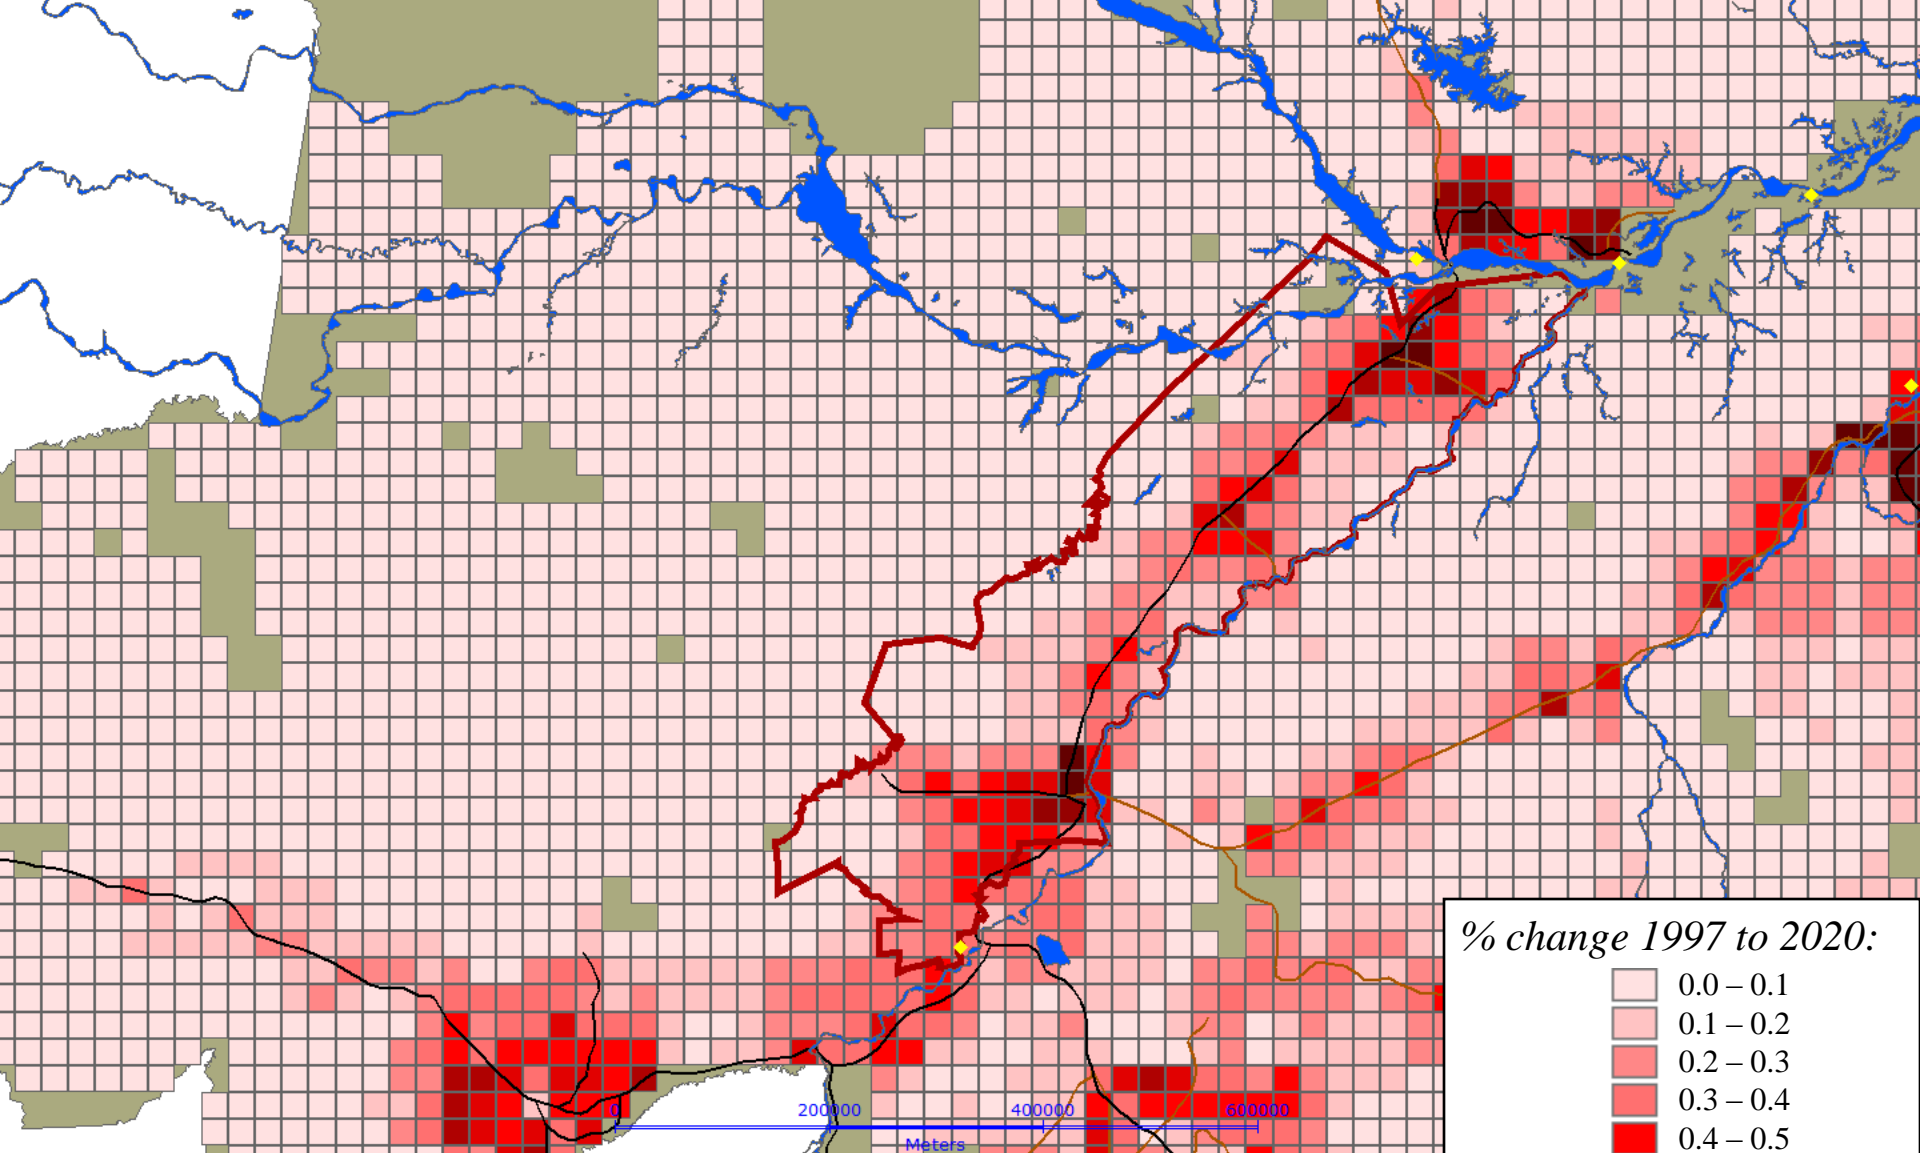 % change 1997 to 2020:
0.0 – 0.1
0.1 – 0.2
0.2 – 0.3
0.3 – 0.4
0.4 – 0.5
0 200000 400000 600000
Meters